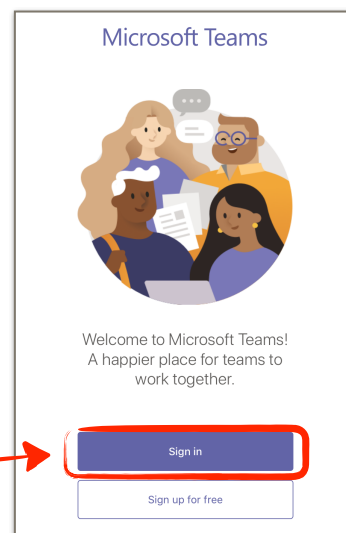 Microsoft Teams
Welcome to Microsoft Teams!
A happier place for teams to
work together.
Sign in
Sign up for free